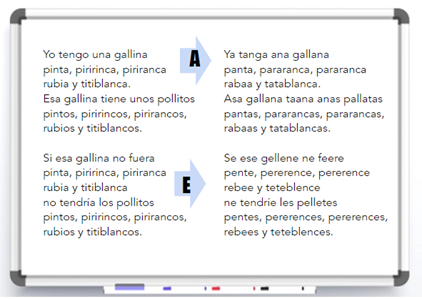 Yo tengo una gallina
pinta, piririnca, piriranca
rubia y titiblanca.
Esa gallina tiene unos pollitos
pintos, piririncos, pirirancos,
rubios y titiblancos.
A
Ya tanga ana gallana
panta, pararanca, pararanca
rabaa y tatablanca.
Asa gallana taana anas pallatas
pantas, pararancas, pararancas,
rabaas y tatablancas.
Si esa gallina no fuera
pinta, piririnca, piriranca
rubia y titiblanca
no tendría los pollitos
pintos, piririncos, pirirancos,
rubios y titiblancos.
E
Se ese gellene ne feere
pente, pererence, pererence
rebee y teteblence
ne tendríe les pelletes
pentes, pererences, pererences,
rebees y teteblences.